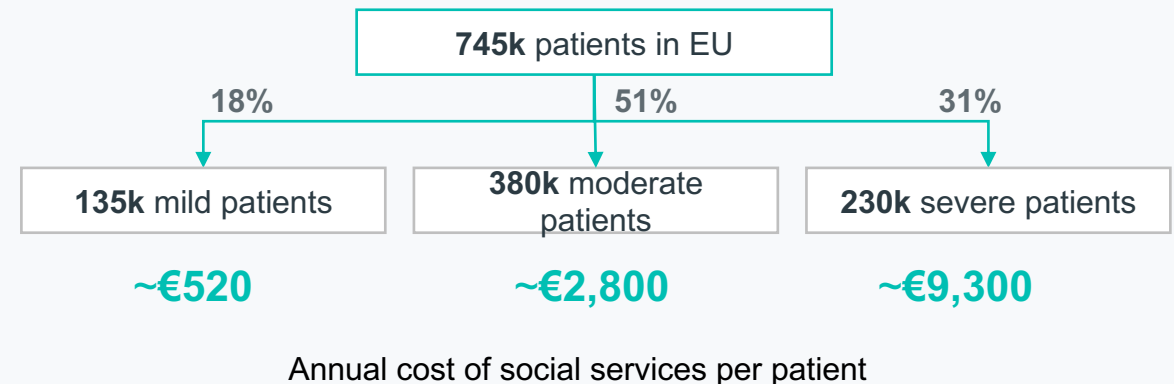 745k patients in EU
18%
51%
31%
135k mild patients
380k moderate
patients
230k severe patients
~€520
~€2,800
~€9,300
Annual cost of social services per patient